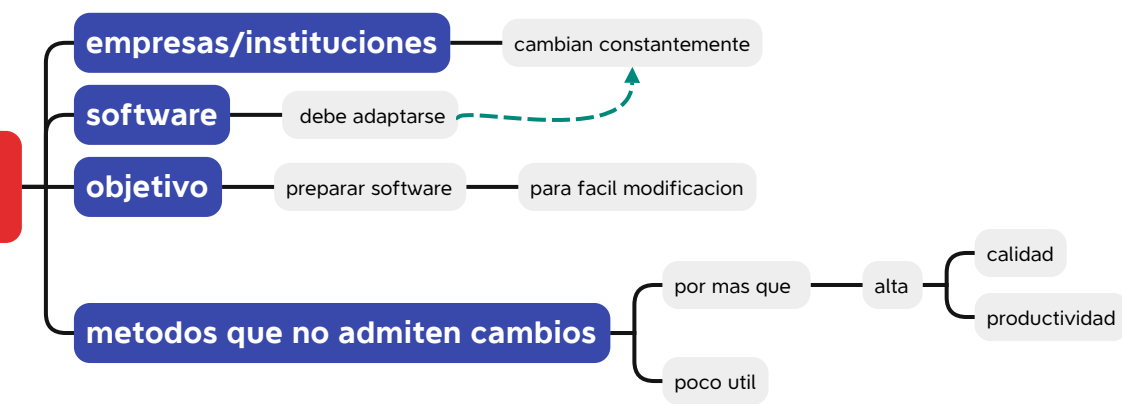 empresas/instituciones
cambian constantemente
software
debe adaptarse
objetivo
preparar software
para facil modificacion
metodos que no admiten cambios
por mas que
alta
calidad
productividad
poco util